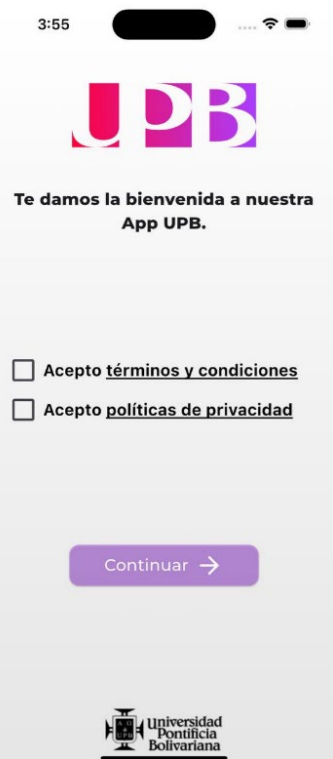 3:55
UPB
Te damos la bienvenida a nuestra
App UPB.
Acepto términos y condiciones
Acepto políticas de privacidad
Continuar →
Universidad
Pontificia
Bolivariana